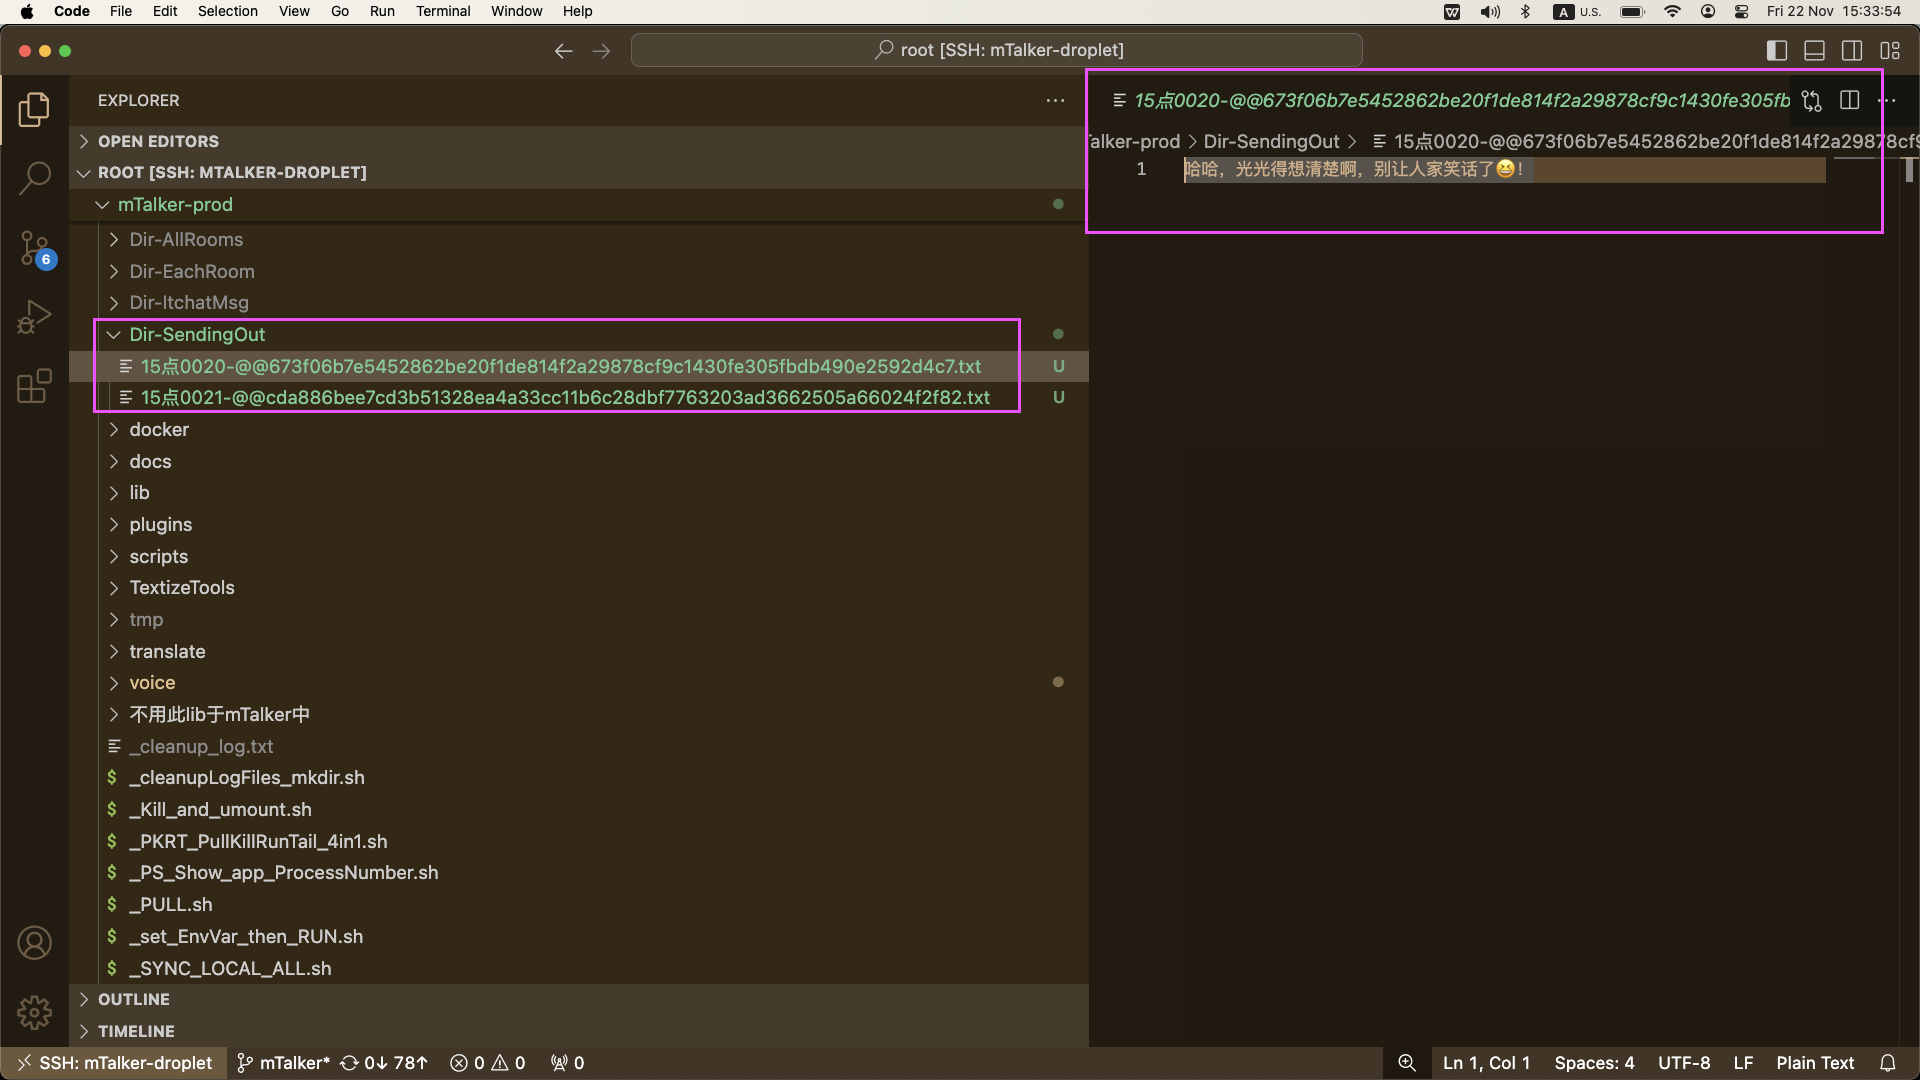 Code File Edit Selection View Go Run Terminal Window Help A U.S. Fri 22 Nov 15:33:54
root [SSH: mTalker-droplet]
EXPLORER
OPEN EDITORS
ROOT [SSH: MTALKER-DROPLET]
mTalker-prod
Dir-AllRooms
Dir-EachRoom
Dir-ItchatMsg
Dir-SendingOut
15点0020-@@673f06b7e5452862be20f1de814f2a29878cf9c1430fe305fbdb490e2592d4c7.txt U
15点0021-@@cda886bee7cd3b51328ea4a33cc11b6c28dbf7763203ad3662505a66024f2f82.txt U
docker
docs
lib
plugins
scripts
TextizeTools
tmp
translate
voice
不用此lib于mTalker中
_cleanup_log.txt
$ _cleanupLogFiles_mkdir.sh
$ _Kill_and_umount.sh
$ _PKRT_PullKillRunTail_4in1.sh
$ _PS_Show_app_ProcessNumber.sh
$ _PULL.sh
$ _set_EnvVar_then_RUN.sh
$ _SYNC_LOCAL_ALL.sh
OUTLINE
TIMELINE
6
15点0020-@@673f06b7e5452862be20f1de814f2a29878cf9c1430fe305fb
alker-prod > Dir-SendingOut > 15点0020-@@673f06b7e5452862be20f1de814f2a29878cf9
1 哈哈，光光得想清楚啊，别让人家笑话了😆！
SSH: mTalker-droplet mTalker* 0↓ 78↑ 0 0 0 Ln 1, Col 1 Spaces: 4 UTF-8 LF Plain Text